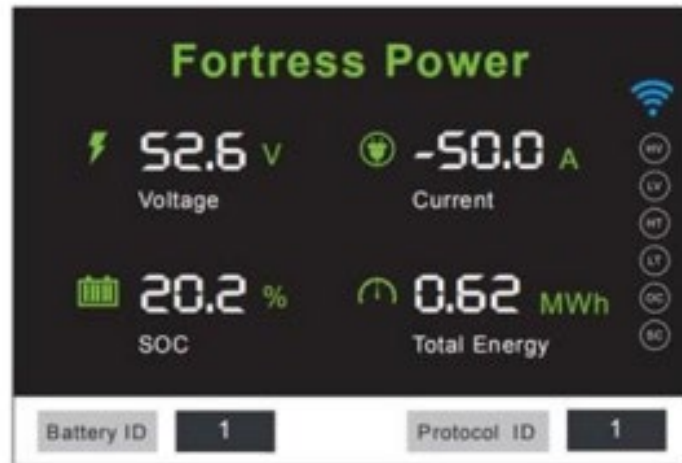 Fortress Power
52.6 V
Voltage
-50.0 A
Current
20.2 %
SOC
0.62 MWh
Total Energy
HV
LV
HT
LT
OC
SC
Battery ID 1
Protocol ID 1